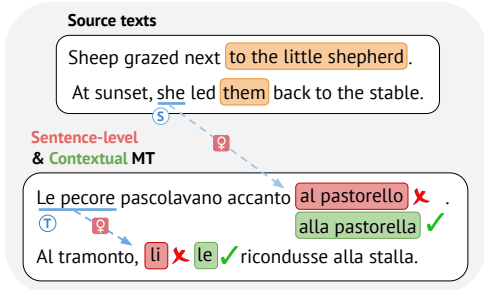 Source texts
Sheep grazed next to the little shepherd.
At sunset, she led them back to the stable.
S
♀
Sentence-level
& Contextual MT
Le pecore pascolavano accanto al pastorello ✗ .
alla pastorella ✓
T
♀
Al tramonto, li ✗ le ✓ ricondusse alla stalla.